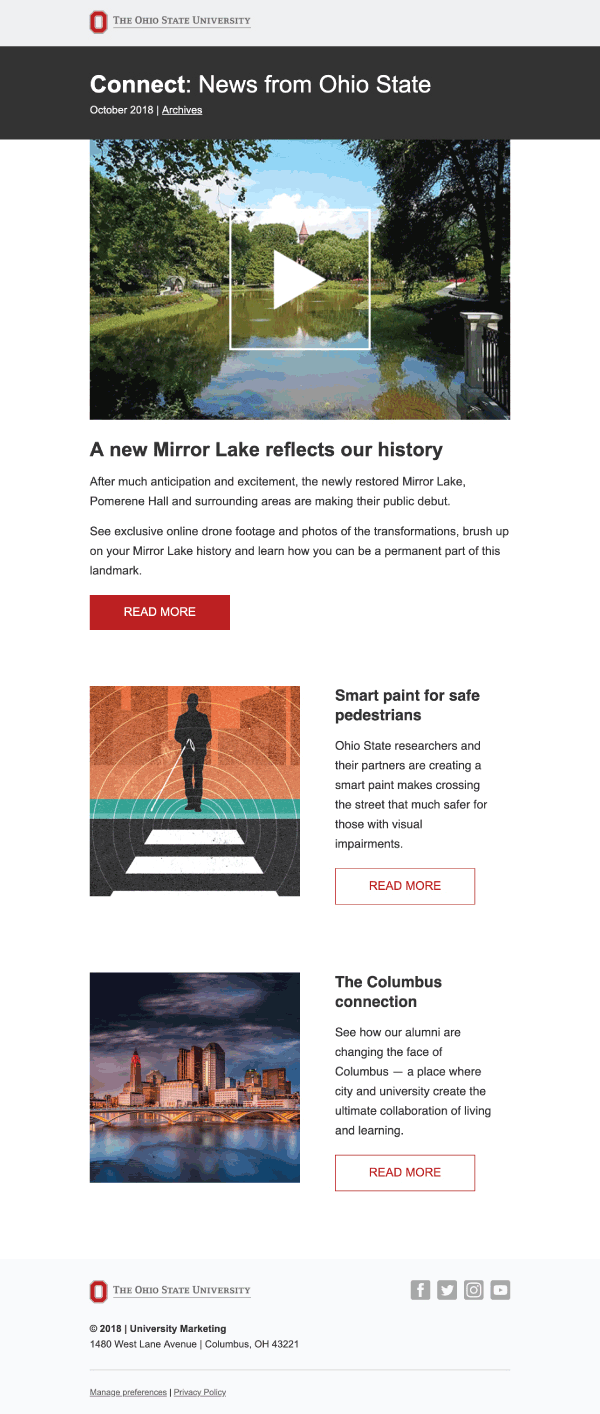 THE OHIO STATE UNIVERSITY
Connect: News from Ohio State
October 2018 | Archives
A new Mirror Lake reflects our history
After much anticipation and excitement, the newly restored Mirror Lake,
Pomerene Hall and surrounding areas are making their public debut.
See exclusive online drone footage and photos of the transformations, brush up
on your Mirror Lake history and learn how you can be a permanent part of this
landmark.
READ MORE
Smart paint for safe
pedestrians
Ohio State researchers and
their partners are creating a
smart paint makes crossing
the street that much safer for
those with visual
impairments.
READ MORE
The Columbus
connection
See how our alumni are
changing the face of
Columbus — a place where
city and university create the
ultimate collaboration of living
and learning.
READ MORE
THE OHIO STATE UNIVERSITY
© 2018 | University Marketing
1480 West Lane Avenue | Columbus, OH 43221
Manage preferences | Privacy Policy